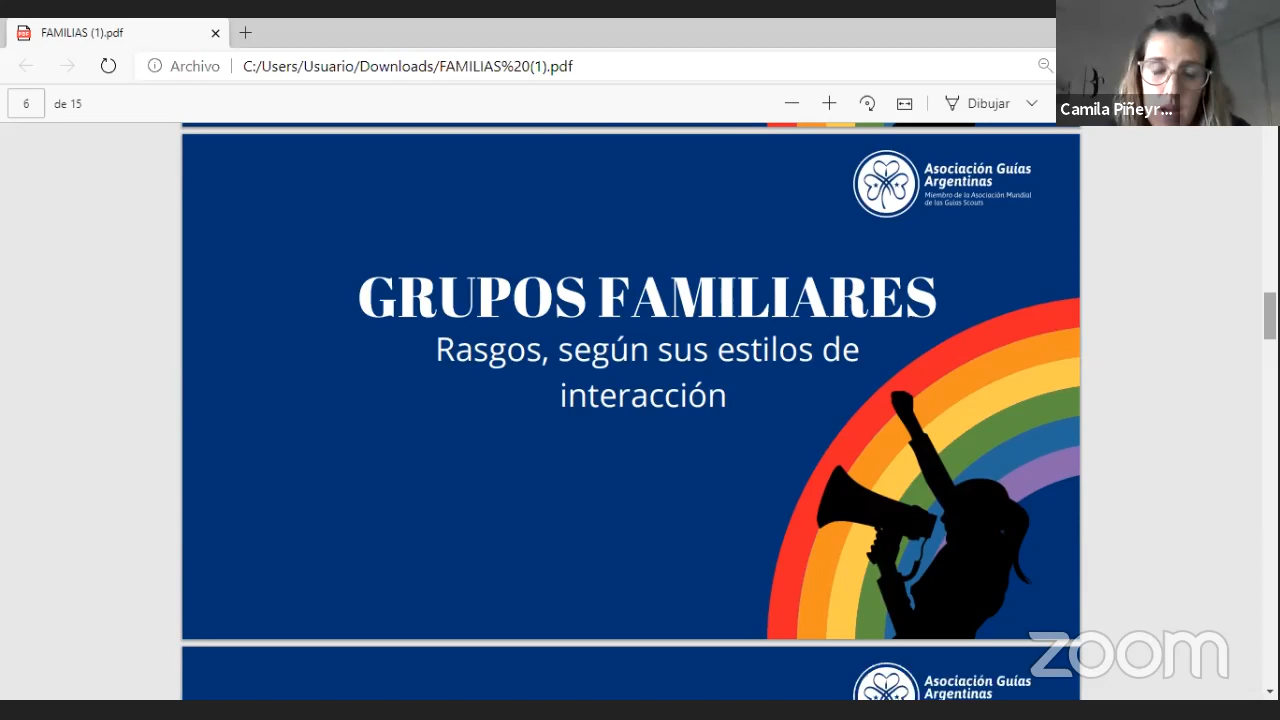 FAMILIAS (1).pdf
Archivo
C:/Users/Usuario/Downloads/FAMILIAS%20(1).pdf
6 de 15
Dibujar
Camila Piñeyr...
Asociación Guías
Argentinas
Miembro de la Asociación Mundial
de las Guías Scouts
GRUPOS FAMILIARES
Rasgos, según sus estilos de
interacción
zoom
Asociación Guías
Argentinas